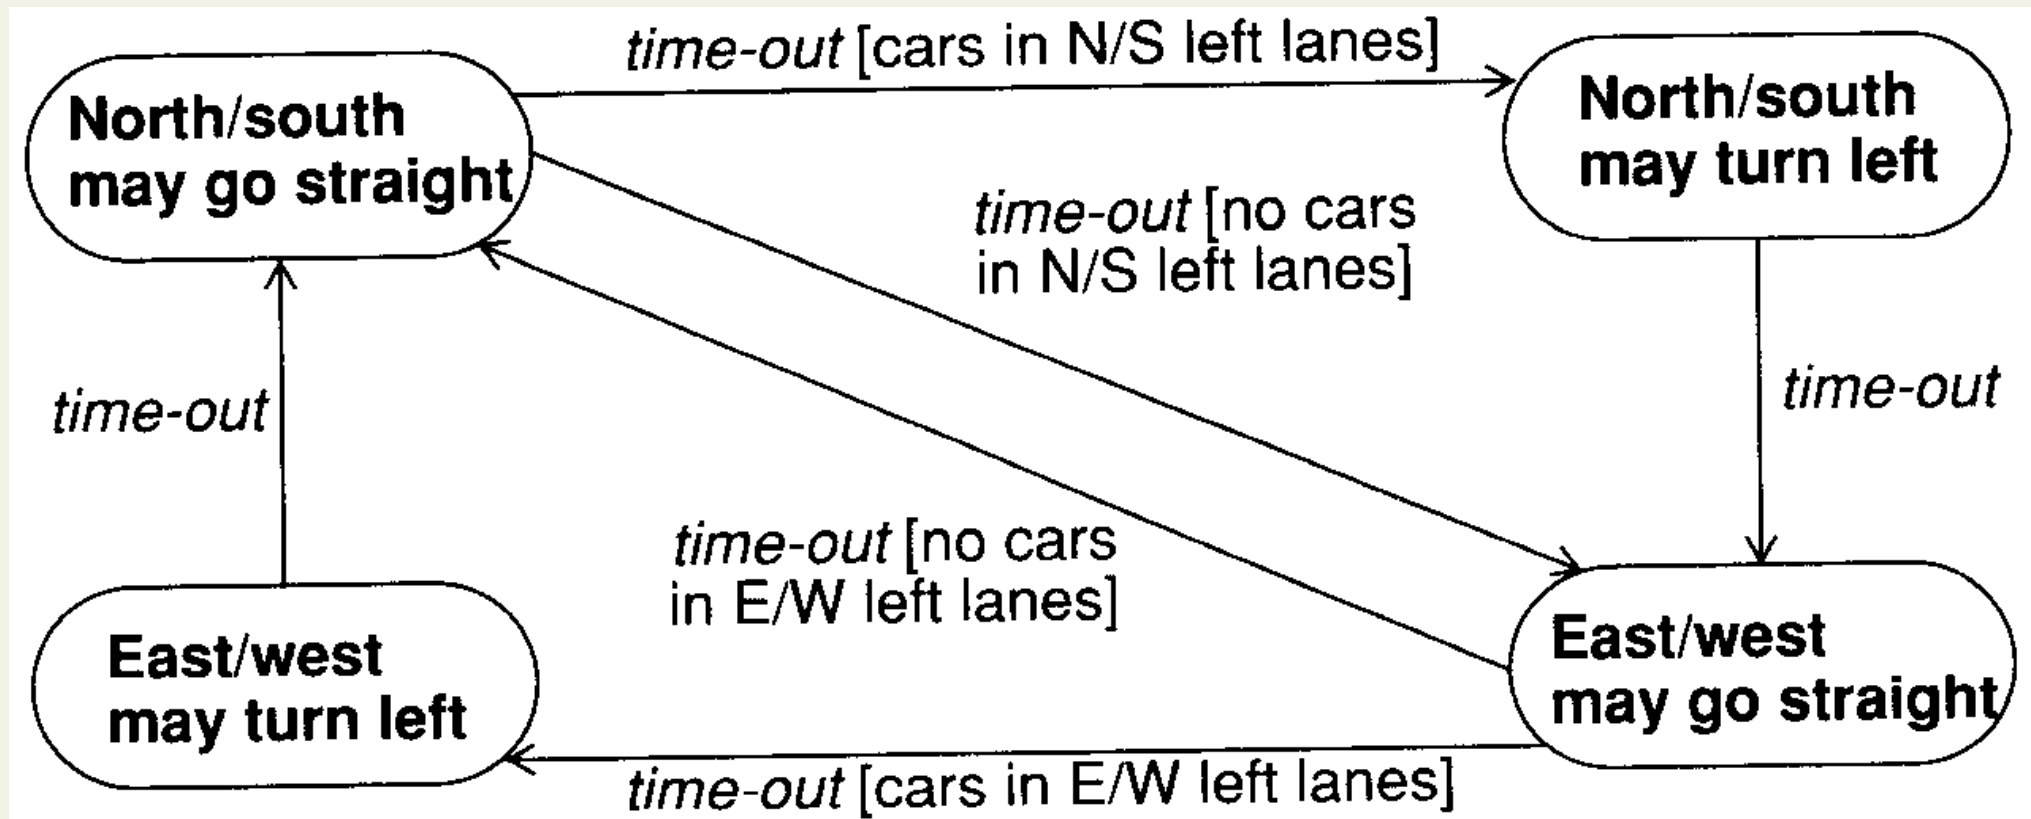 time-out [cars in N/S left lanes]
North/south
may go straight
North/south
may turn left
time-out [no cars
in N/S left lanes]
time-out
time-out
time-out [no cars
in E/W left lanes]
East/west
may turn left
East/west
may go straight
time-out [cars in E/W left lanes]